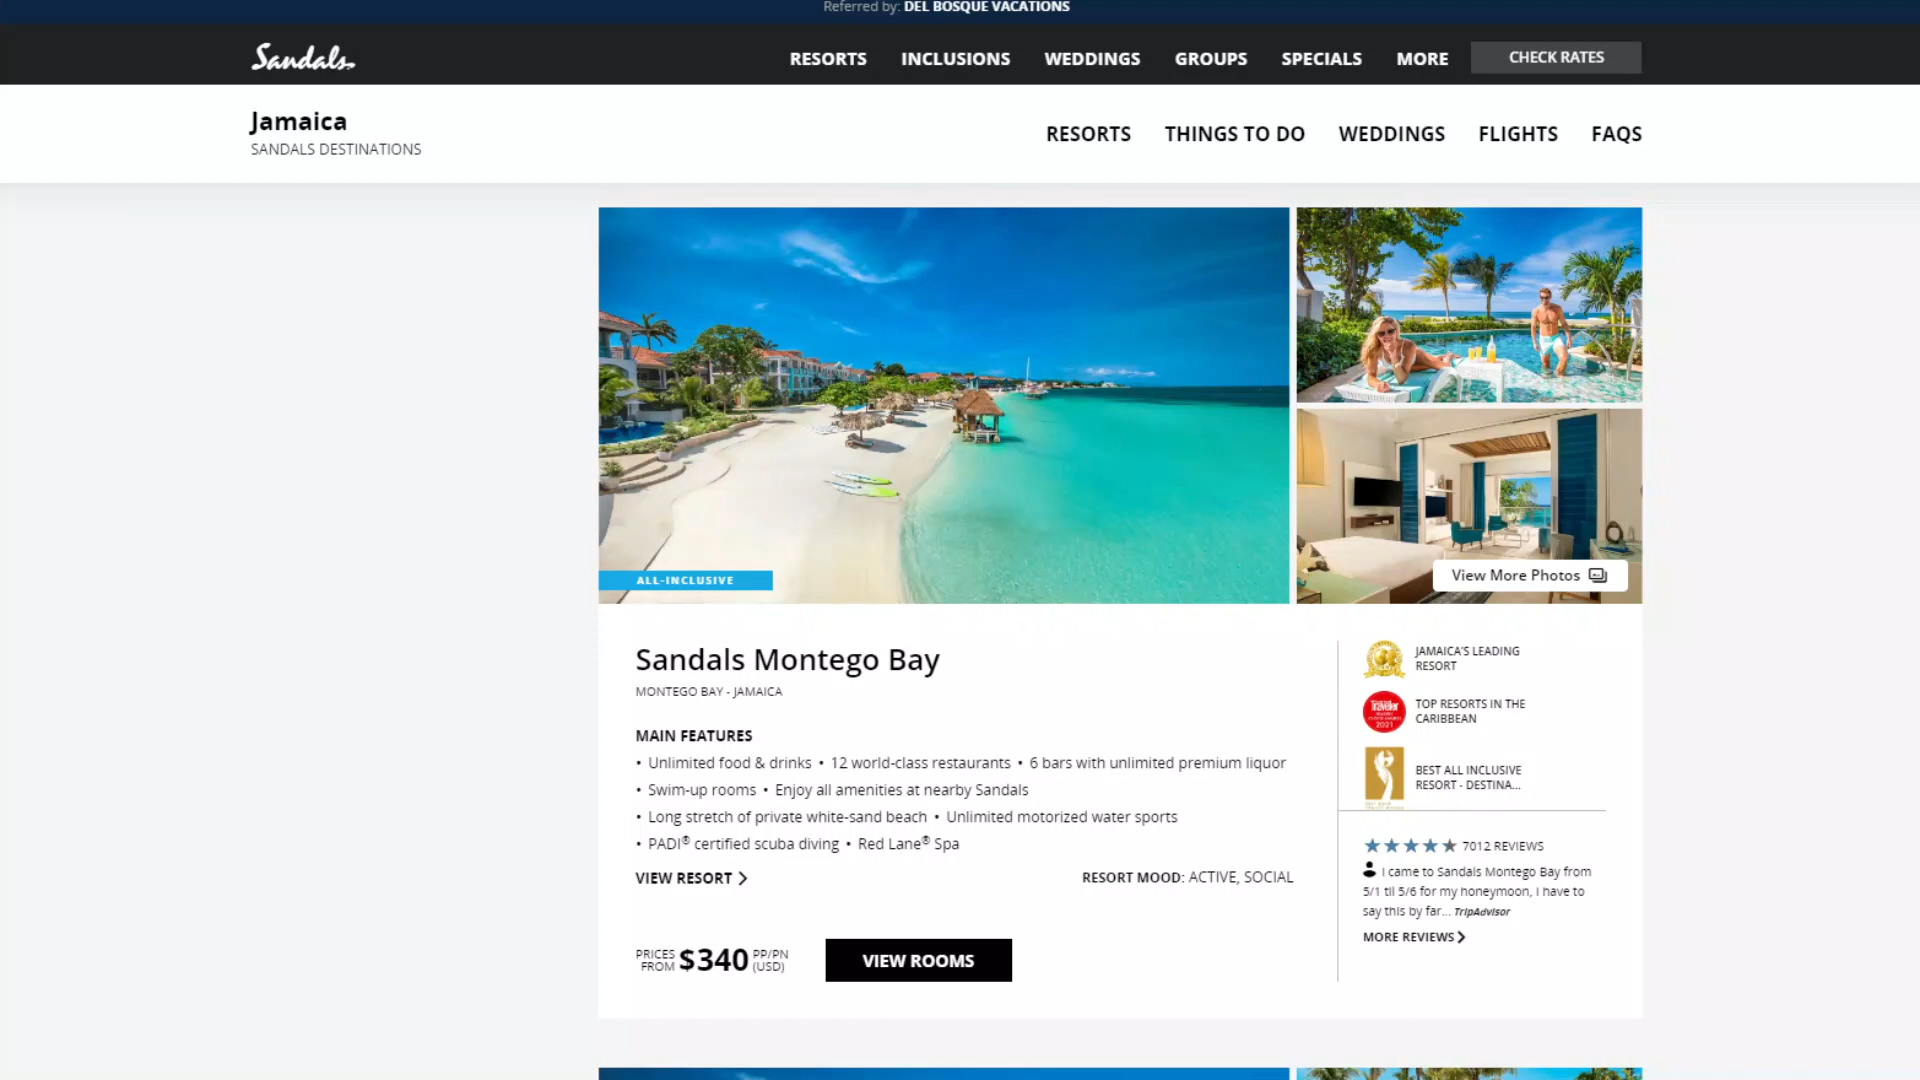 Referred by: DEL BOSQUE VACATIONS
Sandals
RESORTS INCLUSIONS WEDDINGS GROUPS SPECIALS MORE CHECK RATES
Jamaica
SANDALS DESTINATIONS
RESORTS THINGS TO DO WEDDINGS FLIGHTS FAQS
ALL-INCLUSIVE
View More Photos
Sandals Montego Bay
MONTEGO BAY - JAMAICA
MAIN FEATURES
• Unlimited food & drinks • 12 world-class restaurants • 6 bars with unlimited premium liquor
• Swim-up rooms • Enjoy all amenities at nearby Sandals
• Long stretch of private white-sand beach • Unlimited motorized water sports
• PADI® certified scuba diving • Red Lane® Spa
VIEW RESORT
RESORT MOOD: ACTIVE, SOCIAL
PRICES FROM $340 PP/PN (USD)
VIEW ROOMS
JAMAICA'S LEADING
RESORT
Traveler
2021
TOP RESORTS IN THE
CARIBBEAN
BEST ALL INCLUSIVE
RESORT - DESTINA...
7012 REVIEWS
I came to Sandals Montego Bay from
5/1 til 5/6 for my honeymoon, I have to
say this by far... TripAdvisor
MORE REVIEWS